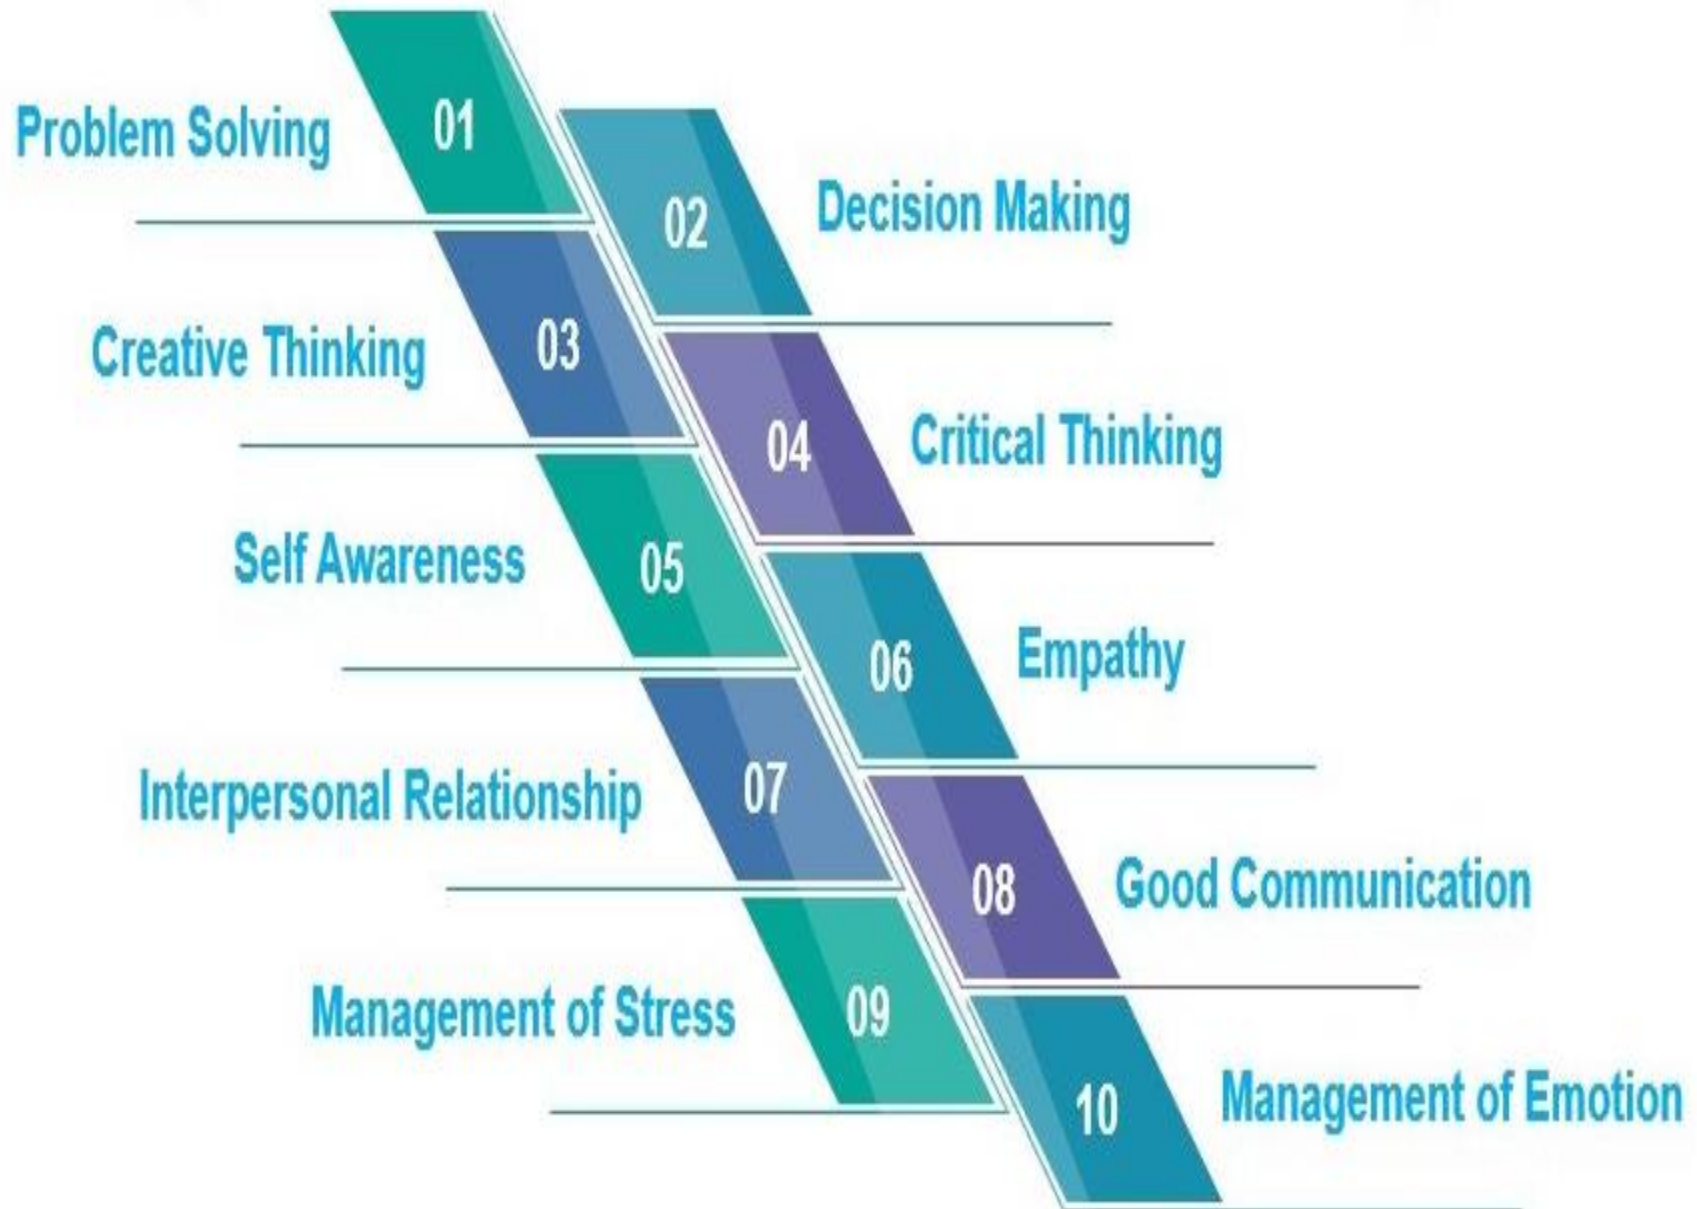 Problem Solving
01
02
Decision Making
Creative Thinking
03
04
Critical Thinking
Self Awareness
05
06
Empathy
Interpersonal Relationship
07
08
Good Communication
Management of Stress
09
10
Management of Emotion